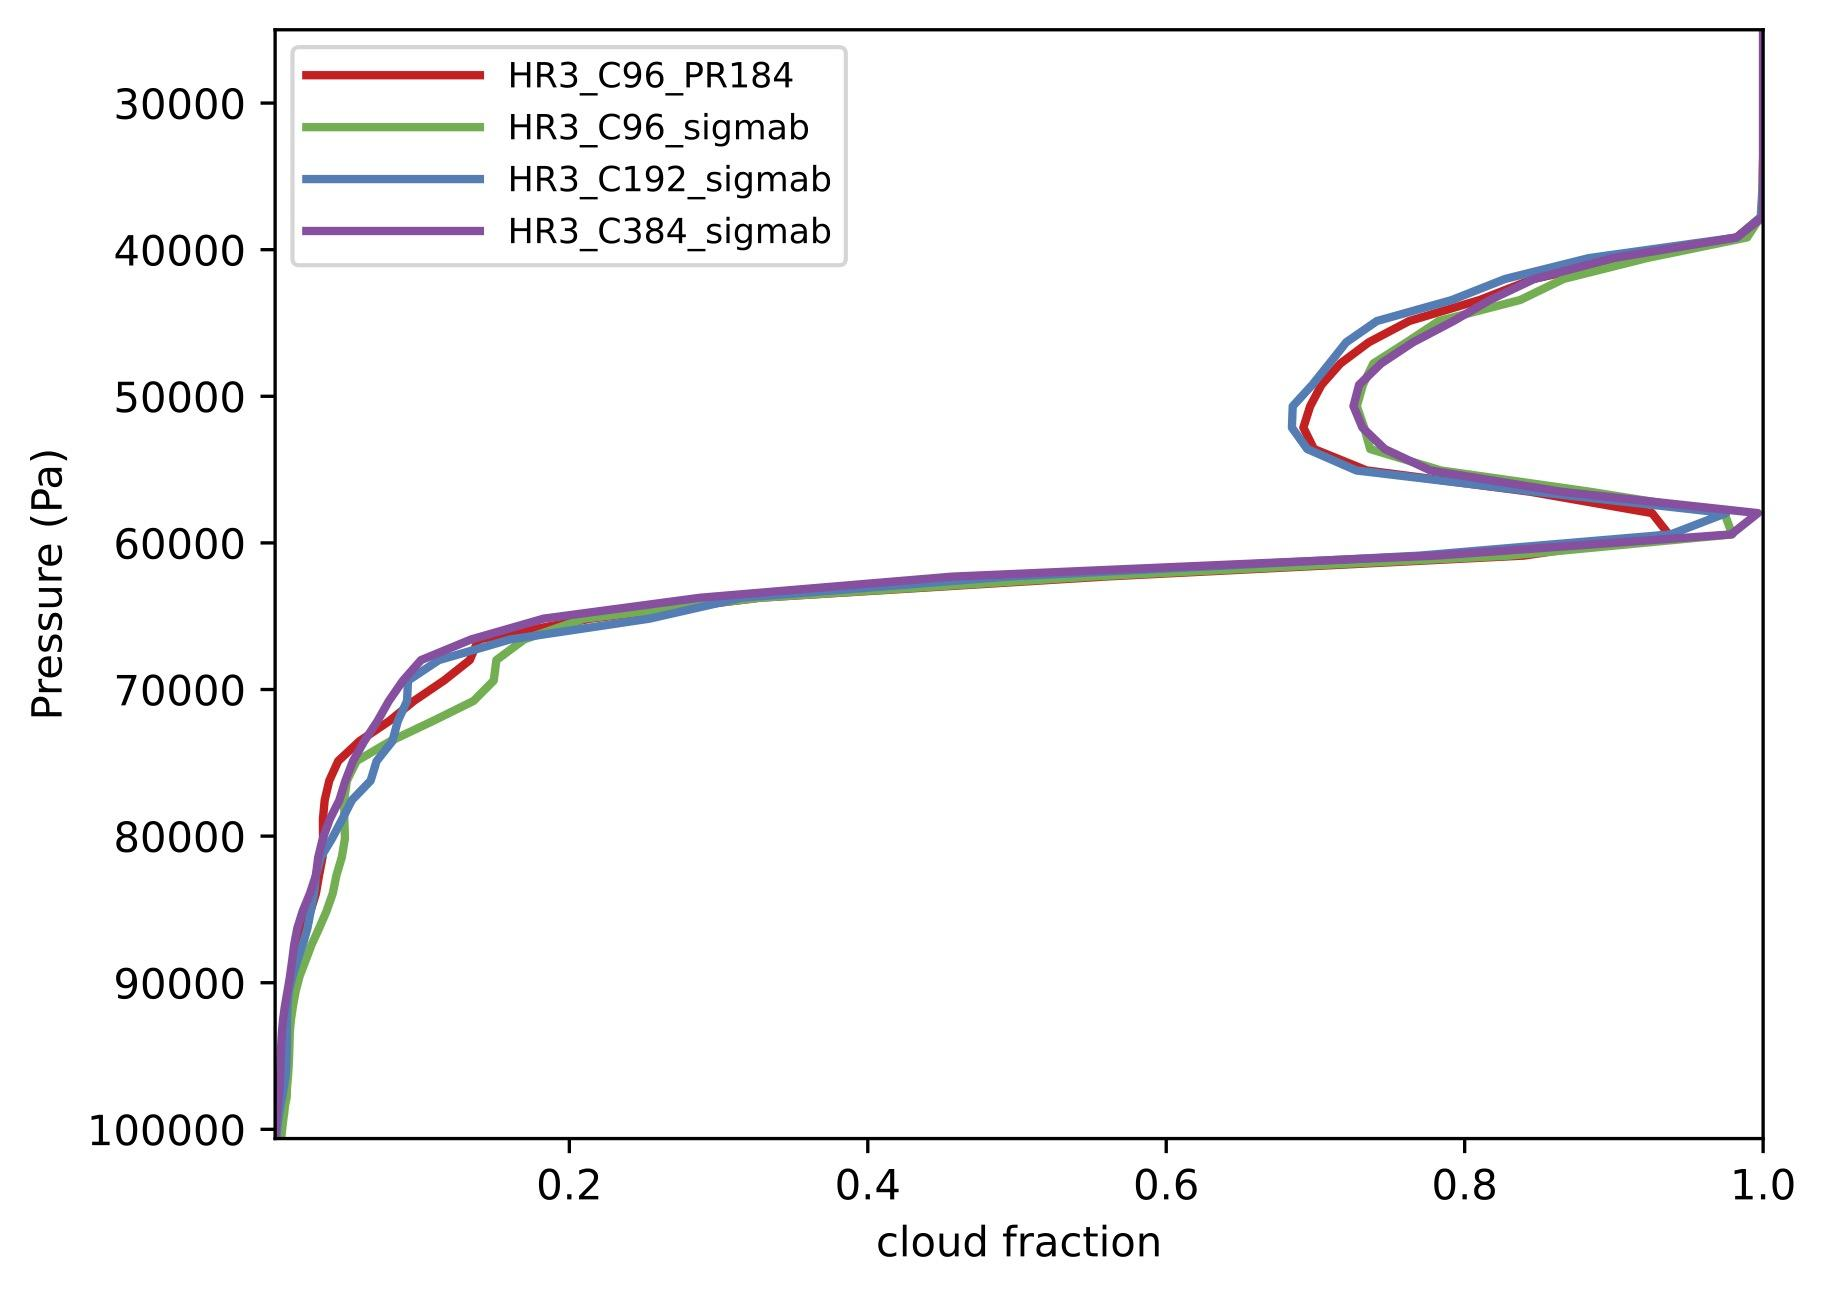 HR3_C96_PR184
HR3_C96_sigmab
HR3_C192_sigmab
HR3_C384_sigmab
30000
40000
50000
60000
70000
80000
90000
100000
Pressure (Pa)
0.2 0.4 0.6 0.8 1.0
cloud fraction